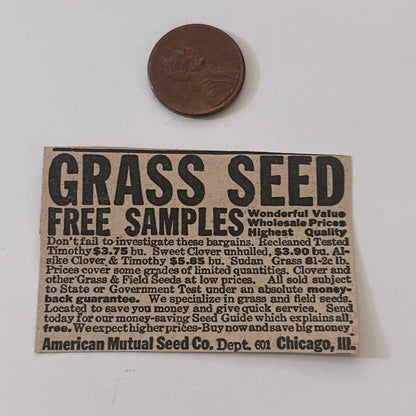 GRASS SEED
FREE SAMPLES Wonderful Value
Wholesale Prices
Highest Quality
Don't fail to investigate these bargains. Recleaned Tested
Timothy $3.75 bu. Sweet Clover unhulled, $3.90 bu. Al-
sike Clover & Timothy $5.85 bu. Sudan Grass $1-2c lb.
Prices cover some grades of limited quantities. Clover and
other Grass & Field Seeds at low prices. All sold subject
to State or Government Test under an absolute money-
back guarantee. We specialize in grass and field seeds.
Located to save you money and give quick service. Send
today for our money-saving Seed Guide which explains all,
free. We expect higher prices-Buy now and save big money
American Mutual Seed Co. Dept. 601 Chicago, Ill.